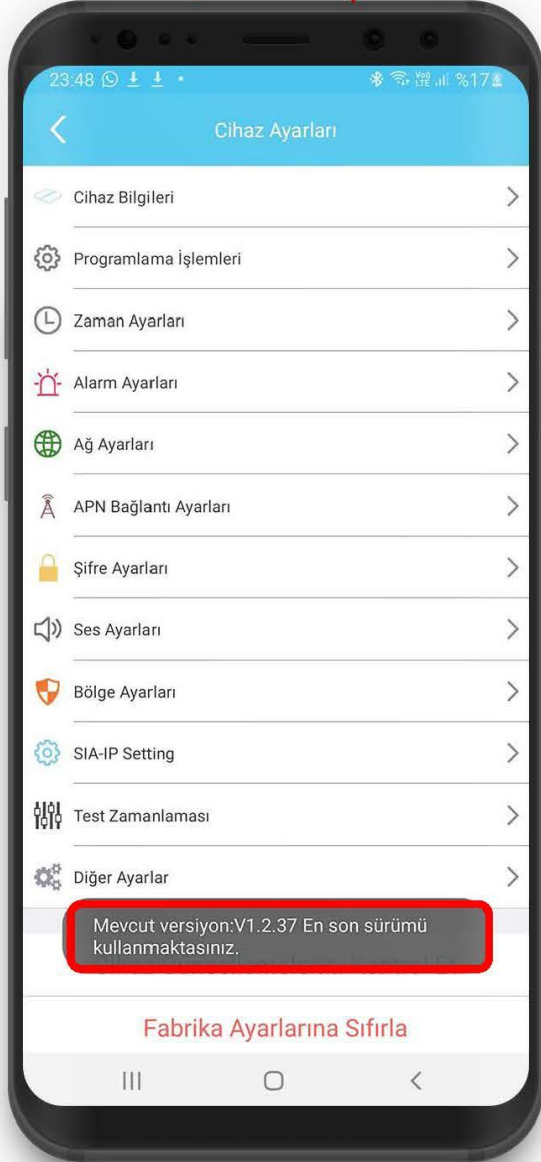 23:48 %17
Cihaz Ayarları
Cihaz Bilgileri
Programlama İşlemleri
Zaman Ayarları
Alarm Ayarları
Ağ Ayarları
APN Bağlantı Ayarları
Şifre Ayarları
Ses Ayarları
Bölge Ayarları
SIA-IP Setting
Test Zamanlaması
Diğer Ayarlar
Mevcut versiyon:V1.2.37 En son sürümü
kullanmaktasınız.
Fabrika Ayarlarına Sıfırla